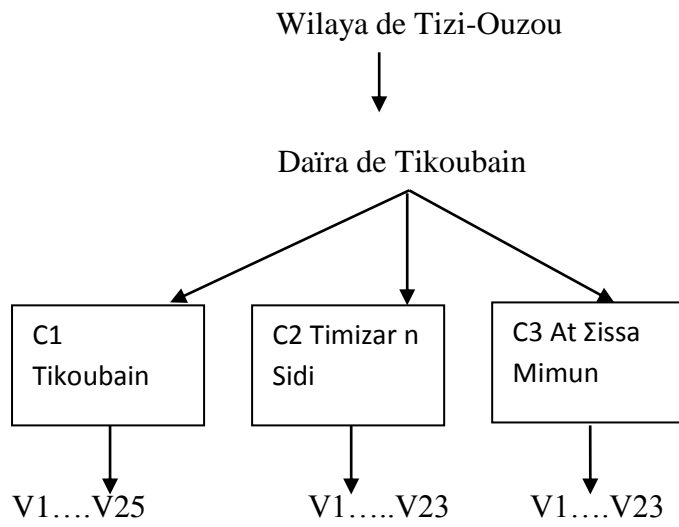 Wilaya de Tizi-Ouzou
Daïra de Tikoubain
C1
Tikoubain
C2 Timizar n
Sidi
C3 At Σissa
Mimun
V1….V25
V1…..V23
V1….V23